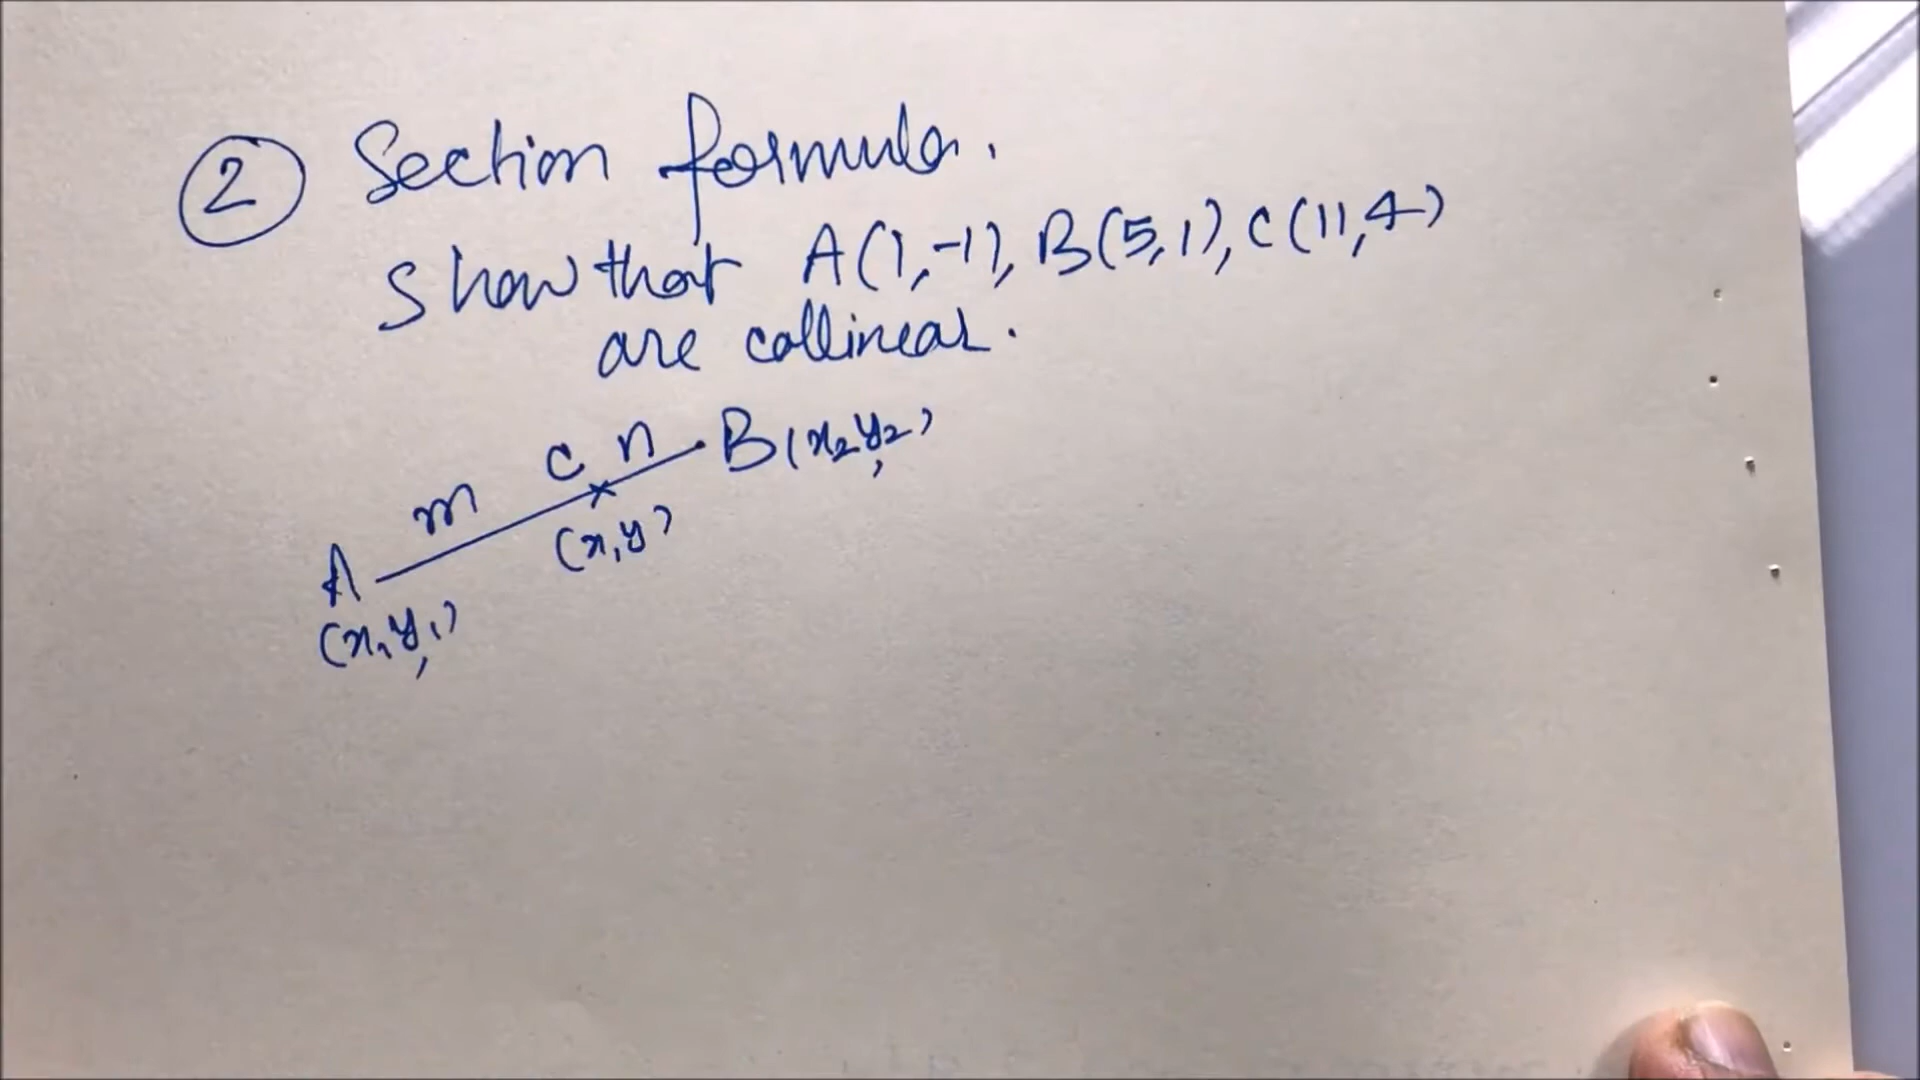 ② Section formula.
Show that A(1,-1), B(5,1), C(11,4)
are collinear.
m C n B(x₂,y₂)
A (x,y)
(x₁,y₁)